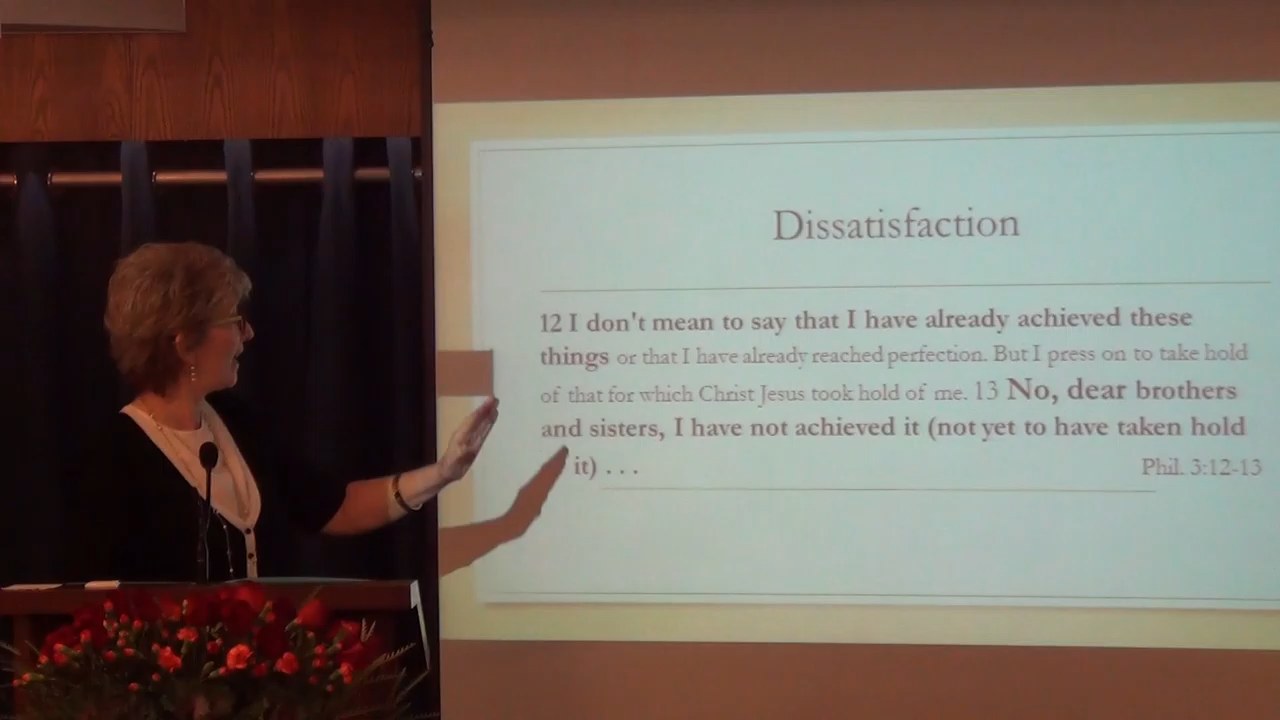 Dissatisfaction
12 I don't mean to say that I have already achieved these
things or that I have already reached perfection. But I press on to take hold
of that for which Christ Jesus took hold of me. 13 No, dear brothers
and sisters, I have not achieved it (not yet to have taken hold
it) . . .
Phil. 3:12-13